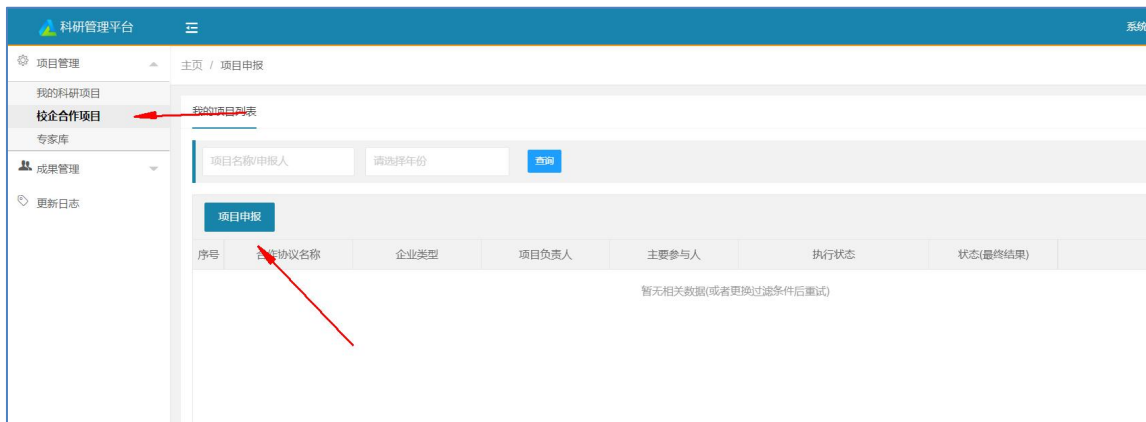 科研管理平台
系统
项目管理
主页 / 项目申报
我的科研项目
校企合作项目
我的项目列表
专家库
项目名称/申报人 请选择年份 查询
成果管理
更新日志
项目申报
序号 合作协议名称 企业类型 项目负责人 主要参与人 执行状态 状态(最终结果)
暂无相关数据(或者更换过滤条件后重试)